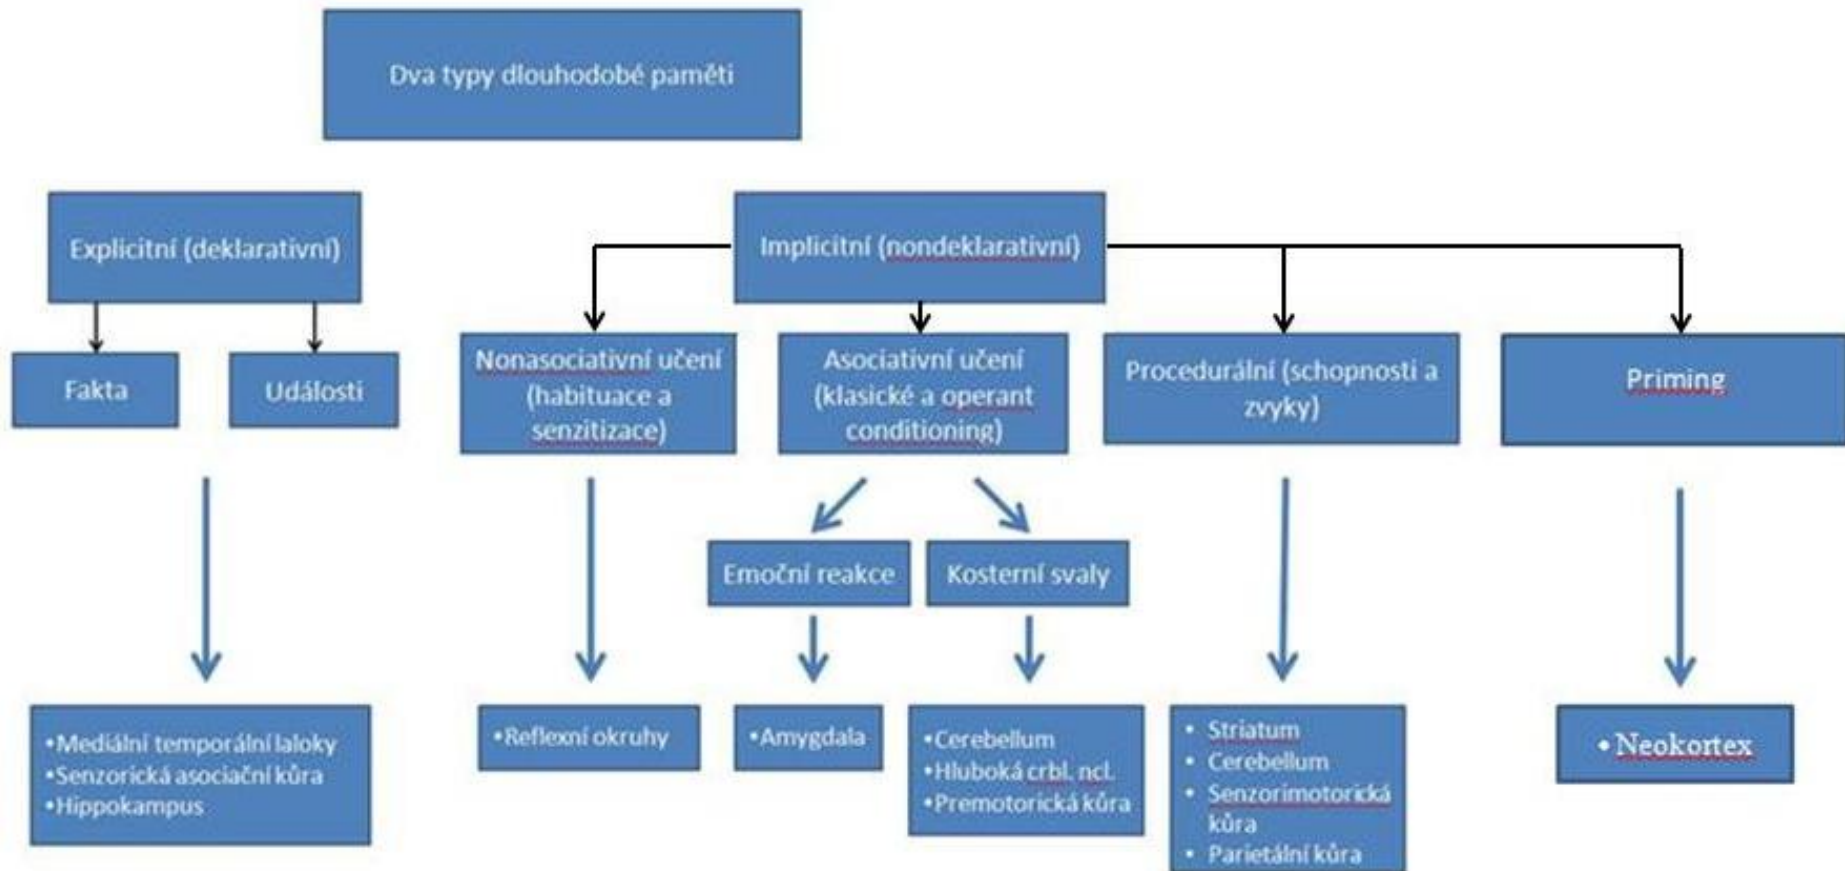 Dva typy dlouhodobé paměti
Explicitní (deklarativní)
Implicitní (nondeklarativní)
Fakta
Události
Nonasociativní učení
(habituace a
senzitizace)
Asociativní učení
(klasické a operant
conditioning)
Procedurální (schopnosti a
zvyky)
Priming
Emoční reakce
Kosterní svaly
•Mediální temporální laloky
•Senzorická asociační kůra
•Hippokampus
•Reflexní okruhy
•Amygdala
•Cerebellum
•Hluboká crbl. ncl.
•Premotorická kůra
• Striatum
• Cerebellum
• Senzorimotorická
kůra
• Parietální kůra
• Neokortex